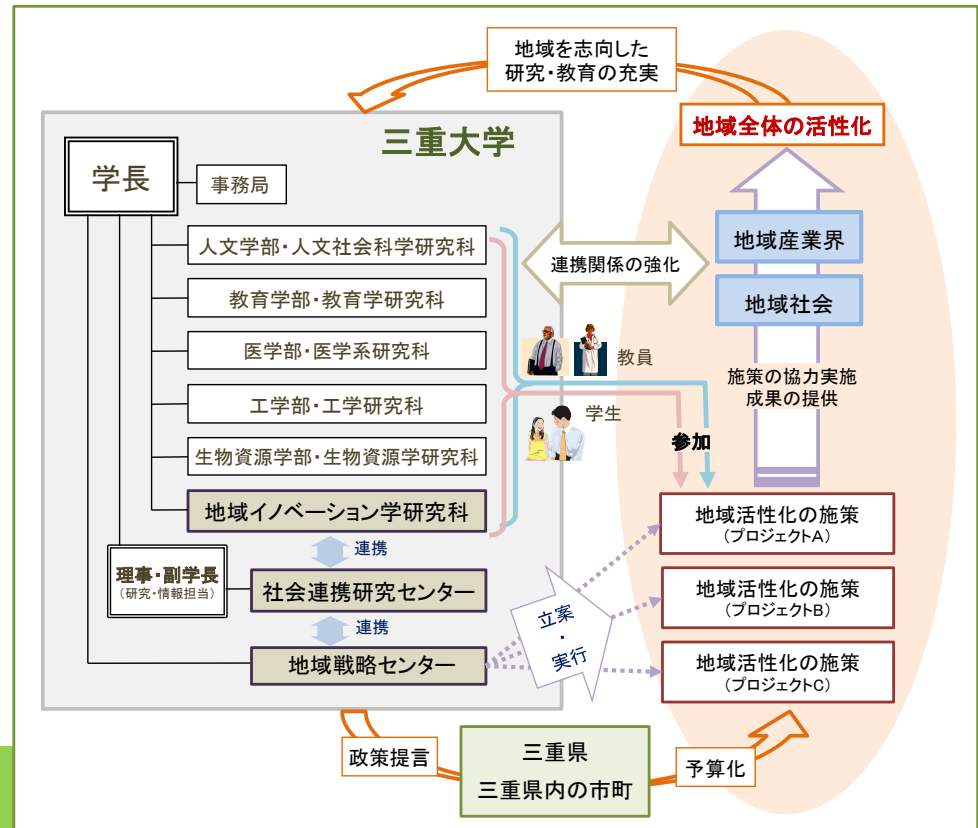 地域を志向した
研究・教育の充実
三重大学
地域全体の活性化
学長
事務局
人文学部・人文社会科学研究科
教育学部・教育学研究科
医学部・医学系研究科
工学部・工学研究科
生物資源学部・生物資源学研究科
地域イノベーション学研究科
連携
理事・副学長
（研究・情報担当）
社会連携研究センター
連携
地域戦略センター
連携関係の強化
教員
学生
参加
地域産業界
地域社会
施策の協力実施
成果の提供
立案
・
実行
地域活性化の施策
（プロジェクトA）
地域活性化の施策
（プロジェクトB）
地域活性化の施策
（プロジェクトC）
政策提言
三重県
三重県内の市町
予算化